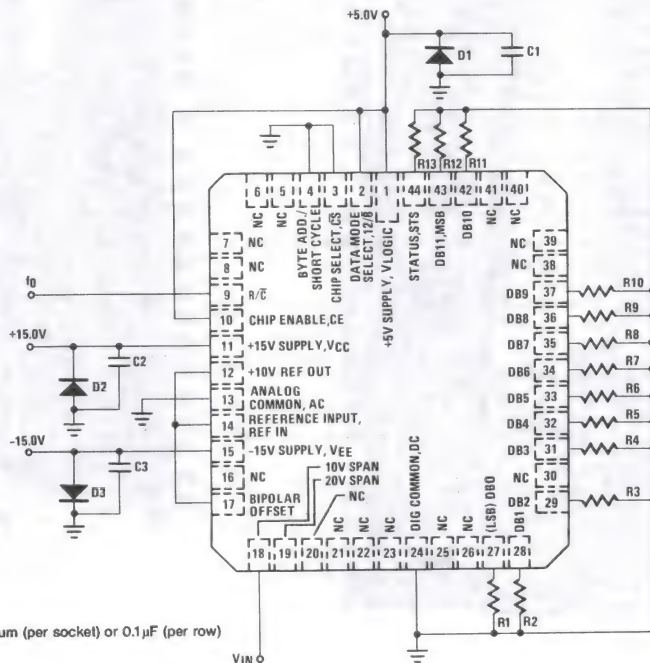 +5.0V
D1
C1
R13
R12
R11
6
5
4
3
2
1
44
43
42
41
40
NC
NC
BYTE ADD./
SHORT CYCLE
CHIP SELECT,CS
DATA MODE
SELECT,12/8
+5V SUPPLY, VLOGIC
STATUS,STS
DB11,MSB
DB10
NC
NC
7 NC
8 NC
fO
9 R/C
10 CHIP ENABLE,CE
+15.0V
11 +15V SUPPLY,VCC
D2
C2
12 +10V REF OUT
13 ANALOG
COMMON, AC
14 REFERENCE INPUT,
REF IN
-15.0V
15 -15V SUPPLY, VEE
D3
C3
16 NC
17 BIPOLAR
OFFSET
10V SPAN
20V SPAN
NC
NC 39
NC 38
DB9 37 R10
DB8 36 R9
DB7 35 R8
DB6 34 R7
DB5 33 R6
DB4 32 R5
DB3 31 R4
NC 30
DB2 29 R3
NC
NC
NC
DIG COMMON,DC
NC
NC
(LSB) DB0
DB1
18
19
20
21
22
23
24
25
26
27
28
R1
R2
um (per socket) or 0.1µF (per row)
VIN